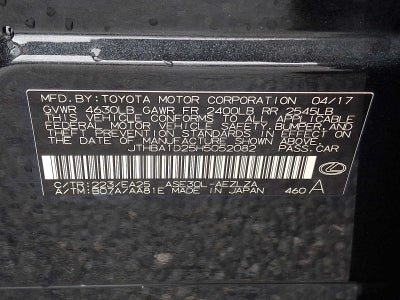 MFD.BY:TOYOTA MOTOR CORPORATION 04/17
GVWR 4630LB GAWR FR 2400LB RR 2545LB
THIS VEHICLE CONFORMS TO ALL APPLICABLE
FEDERAL MOTOR VEHICLE SAFETY, BUMPER, AND
THEFT PREVENTION STANDARDS IN EFFECT ON
THE DATE OF MANUFACTURE SHOWN ABOVE.
JTHBA1D25H5052082 PASS.CAR
C/TR:223/EA25 ASE30L-AEZLZA
A/TM:B07A/AA81E MADE IN JAPAN 460 A